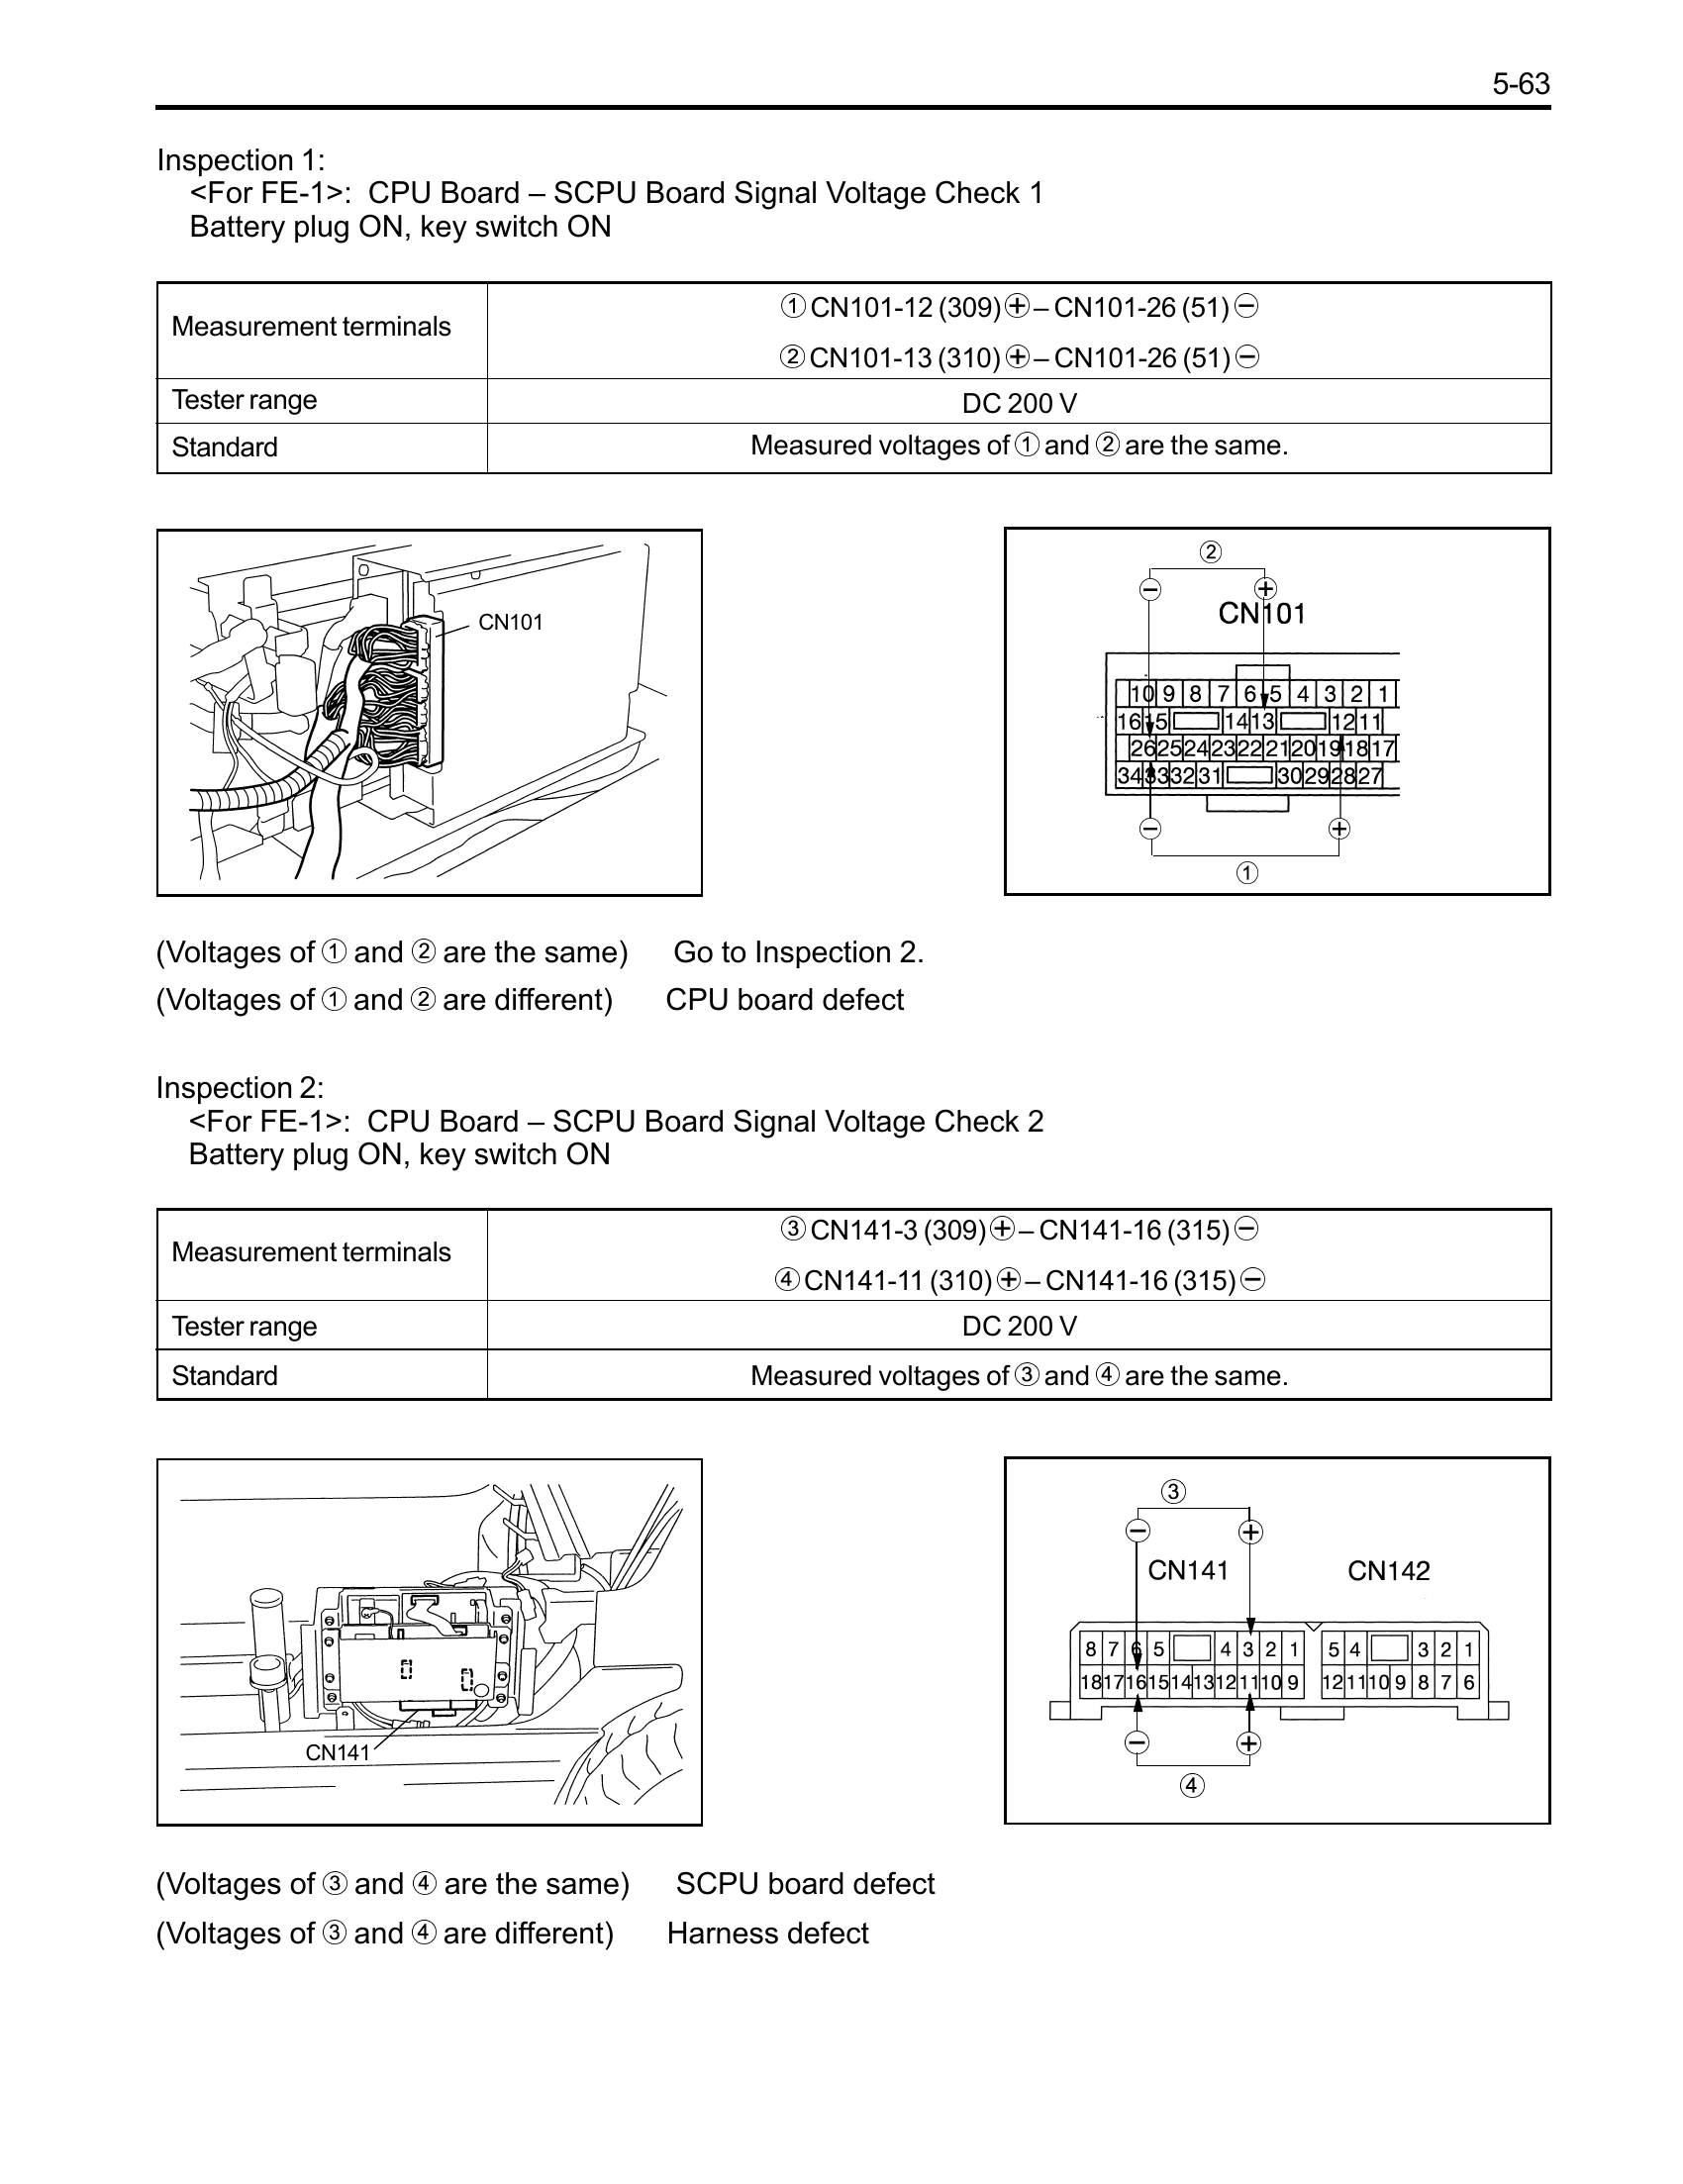 5-63
Inspection 1:
<For FE-1>: CPU Board – SCPU Board Signal Voltage Check 1
Battery plug ON, key switch ON
Measurement terminals
① CN101-12 (309) ⊕ – CN101-26 (51) ⊖
② CN101-13 (310) ⊕ – CN101-26 (51) ⊖
Tester range
DC 200 V
Standard
Measured voltages of ① and ② are the same.
CN101
②
⊖ ⊕
CN101
10 9 8 7 6 5 4 3 2 1
16 15 14 13 12 11
26 25 24 23 22 21 20 19 18 17
34 33 32 31 30 29 28 27
⊖ ⊕
①
(Voltages of ① and ② are the same) Go to Inspection 2.
(Voltages of ① and ② are different) CPU board defect
Inspection 2:
<For FE-1>: CPU Board – SCPU Board Signal Voltage Check 2
Battery plug ON, key switch ON
Measurement terminals
③ CN141-3 (309) ⊕ – CN141-16 (315) ⊖
④ CN141-11 (310) ⊕ – CN141-16 (315) ⊖
Tester range
DC 200 V
Standard
Measured voltages of ③ and ④ are the same.
CN141
③
⊖ ⊕
CN141 CN142
8 7 6 5 4 3 2 1 5 4 3 2 1
18 17 16 15 14 13 12 11 10 9 12 11 10 9 8 7 6
⊖ ⊕
④
(Voltages of ③ and ④ are the same) SCPU board defect
(Voltages of ③ and ④ are different) Harness defect